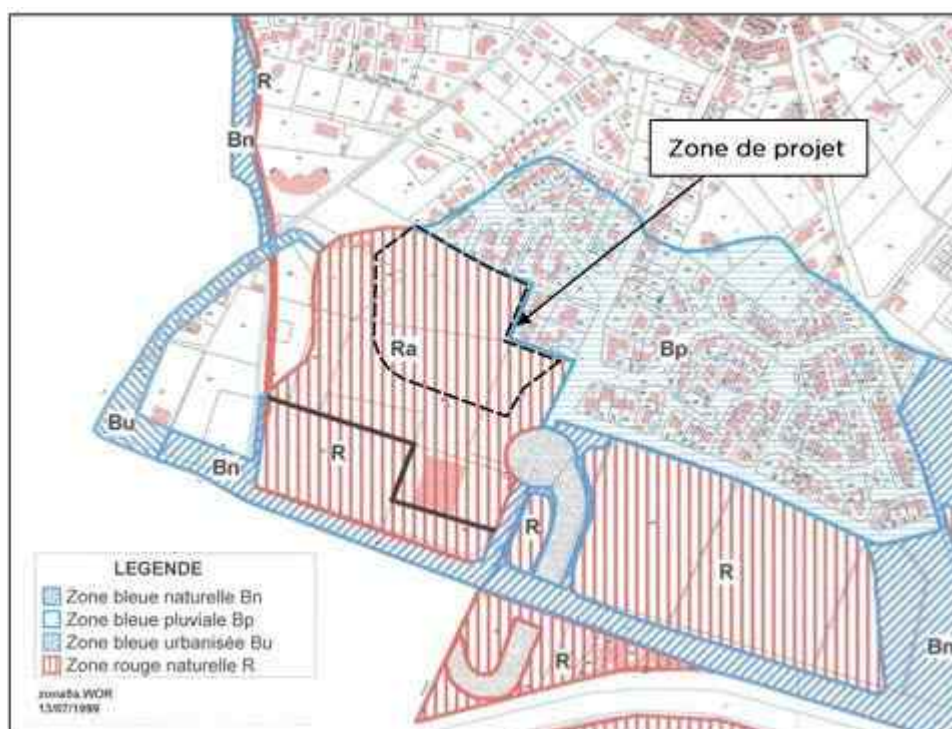 R
Bn
Zone de projet
Ra
Bp
Bu
Bn
R
R
R
R
Bn
LEGENDE
Zone bleue naturelle Bn
Zone bleue pluviale Bp
Zone bleue urbanisée Bu
Zone rouge naturelle R
zona8a.WOR
13/07/1999